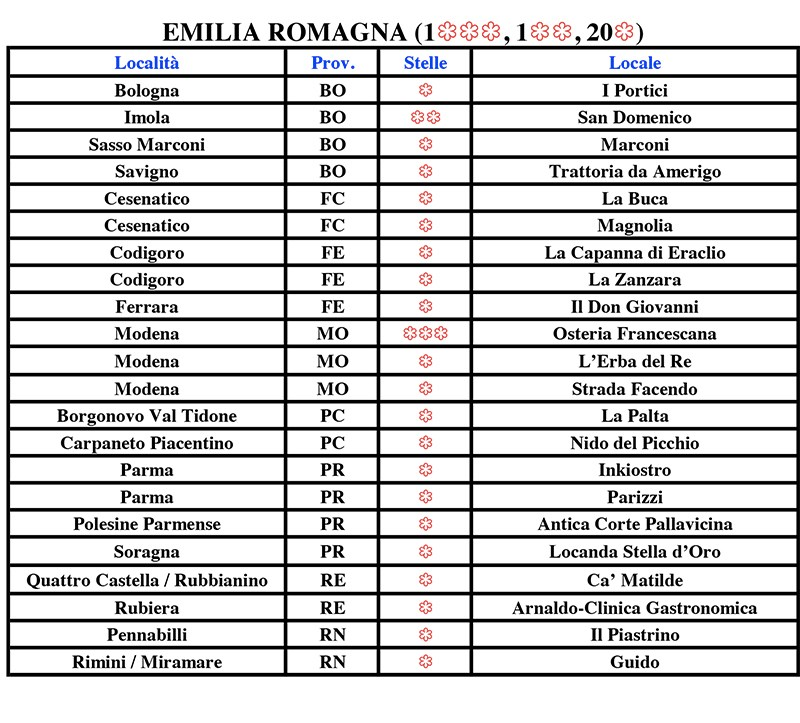 EMILIA ROMAGNA (1❀❀❀, 1❀❀, 20❀)
Località Prov. Stelle Locale
Bologna BO ❀ I Portici
Imola BO ❀❀ San Domenico
Sasso Marconi BO ❀ Marconi
Savigno BO ❀ Trattoria da Amerigo
Cesenatico FC ❀ La Buca
Cesenatico FC ❀ Magnolia
Codigoro FE ❀ La Capanna di Eraclio
Codigoro FE ❀ La Zanzara
Ferrara FE ❀ Il Don Giovanni
Modena MO ❀❀❀ Osteria Francescana
Modena MO ❀ L’Erba del Re
Modena MO ❀ Strada Facendo
Borgonovo Val Tidone PC ❀ La Palta
Carpaneto Piacentino PC ❀ Nido del Picchio
Parma PR ❀ Inkiostro
Parma PR ❀ Parizzi
Polesine Parmense PR ❀ Antica Corte Pallavicina
Soragna PR ❀ Locanda Stella d’Oro
Quattro Castella / Rubbianino RE ❀ Ca’ Matilde
Rubiera RE ❀ Arnaldo-Clinica Gastronomica
Pennabilli RN ❀ Il Piastrino
Rimini / Miramare RN ❀ Guido